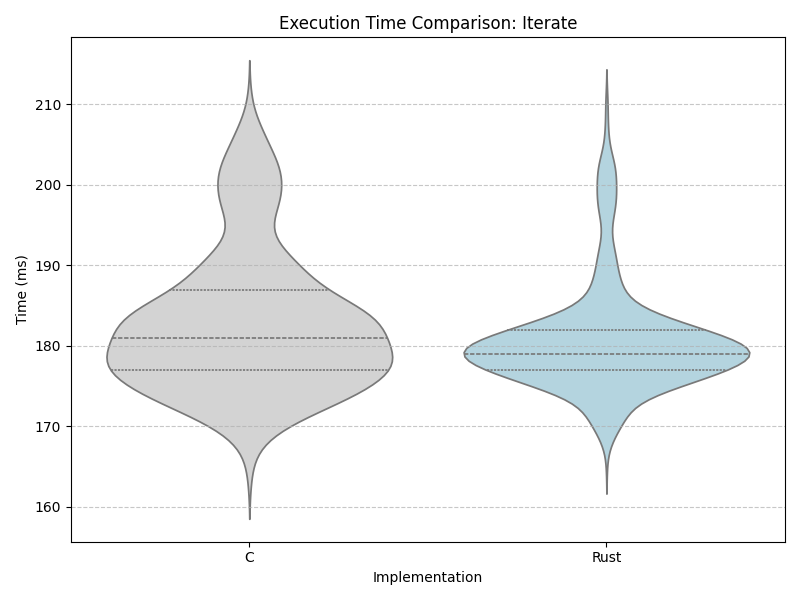 Execution Time Comparison: Iterate
Time (ms)
210
200
190
180
170
160
C
Rust
Implementation